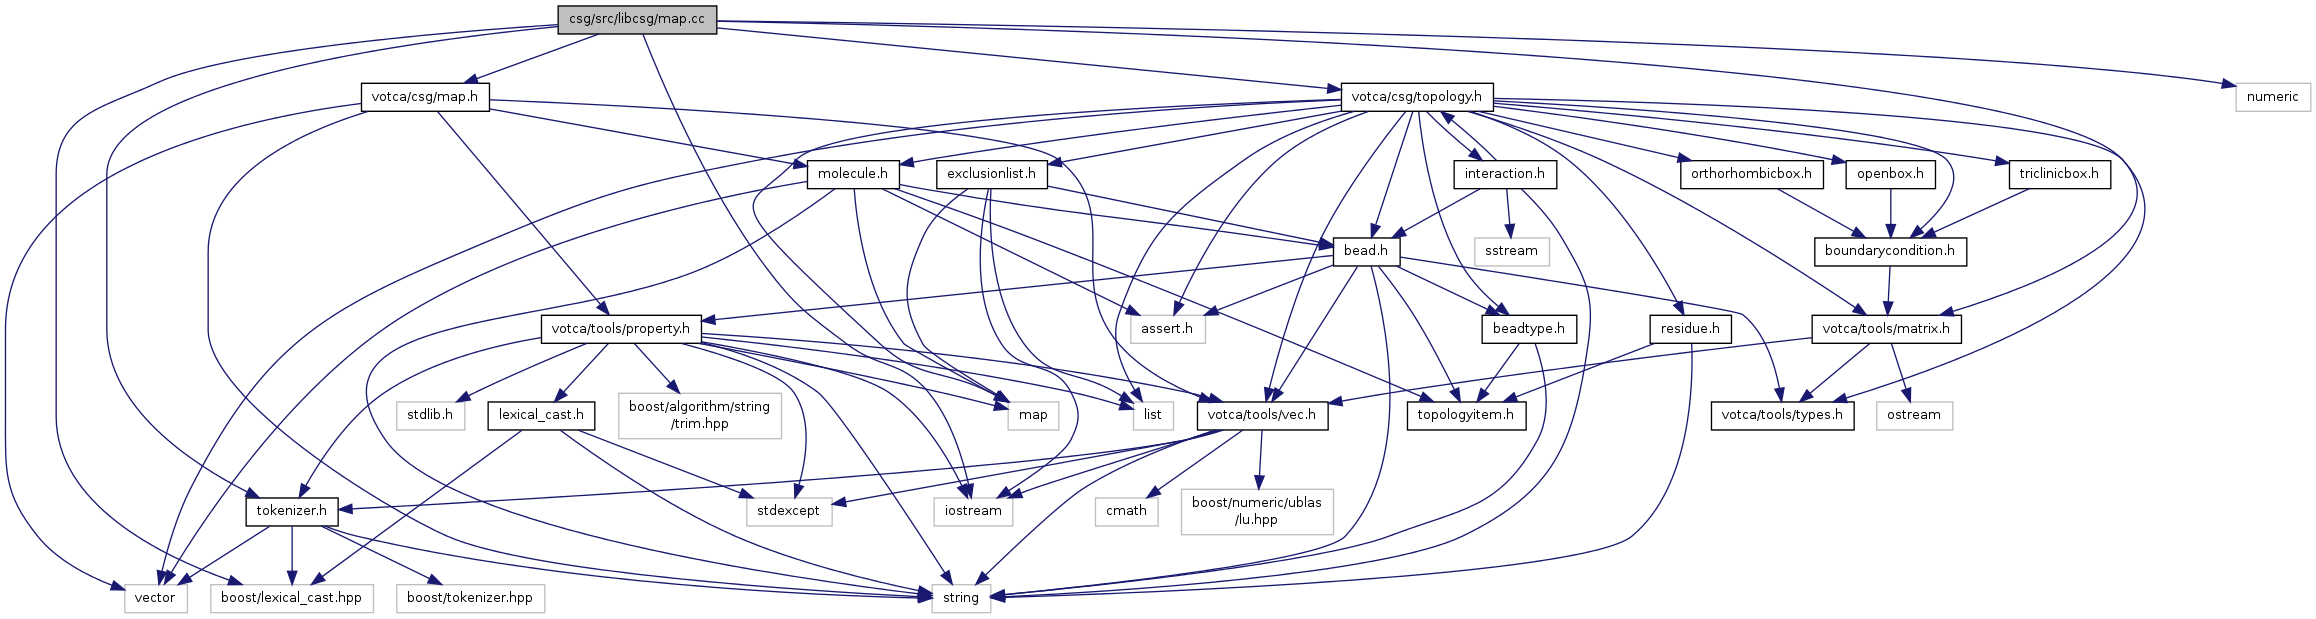 csg/src/libcsg/map.cc
votca/csg/map.h
votca/csg/topology.h
numeric
molecule.h
exclusionlist.h
interaction.h
orthorhombicbox.h
openbox.h
triclinicbox.h
bead.h
sstream
boundarycondition.h
votca/tools/property.h
assert.h
beadtype.h
residue.h
votca/tools/matrix.h
stdlib.h
lexical_cast.h
boost/algorithm/string
/trim.hpp
map
list
votca/tools/vec.h
topologyitem.h
votca/tools/types.h
ostream
tokenizer.h
stdexcept
iostream
cmath
boost/numeric/ublas
/lu.hpp
vector
boost/lexical_cast.hpp
boost/tokenizer.hpp
string